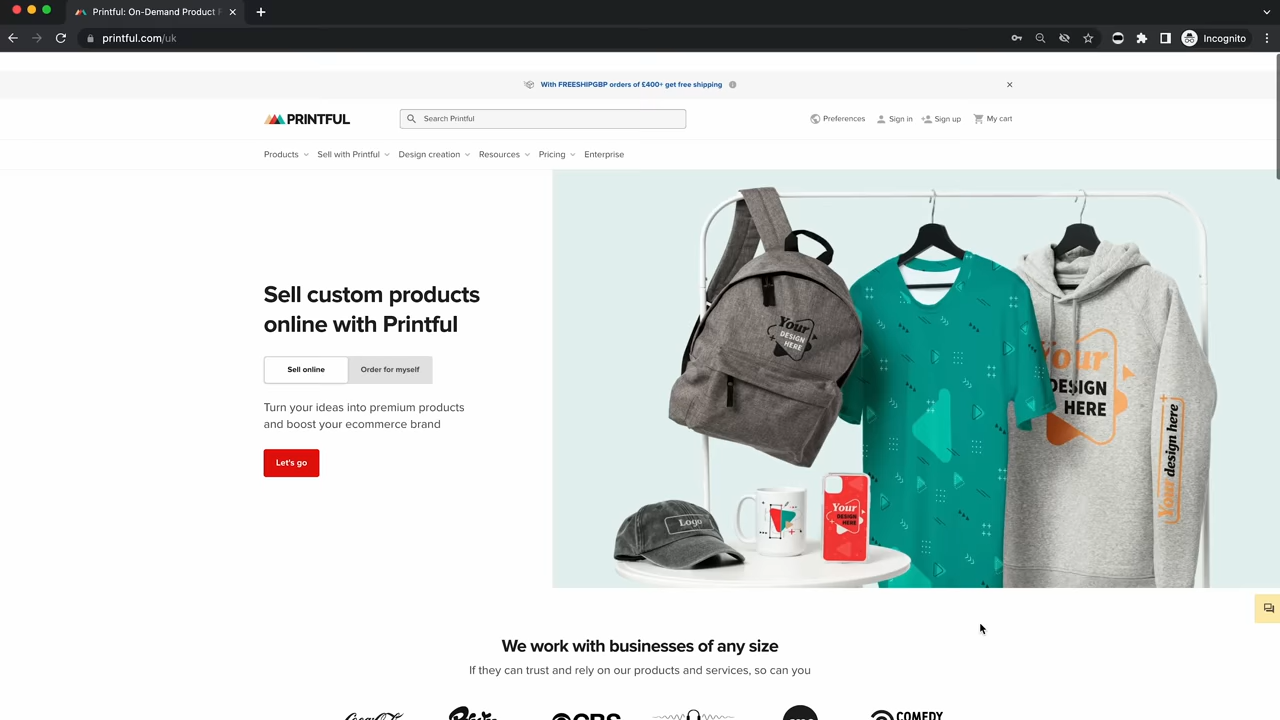 Printful: On-Demand Product P
printful.com/uk
Incognito
With FREESHIPGBP orders of £400+ get free shipping
PRINTFUL
Search Printful
Preferences
Sign in
Sign up
My cart
Products
Sell with Printful
Design creation
Resources
Pricing
Enterprise
Sell custom products
online with Printful
Sell online
Order for myself
Turn your ideas into premium products
and boost your ecommerce brand
Let's go
Your
DESIGN
HERE
Your
DESIGN
HERE
Your design here
Logo
Your
DESIGN
HERE
We work with businesses of any size
If they can trust and rely on our products and services, so can you
CBS
COMEDY